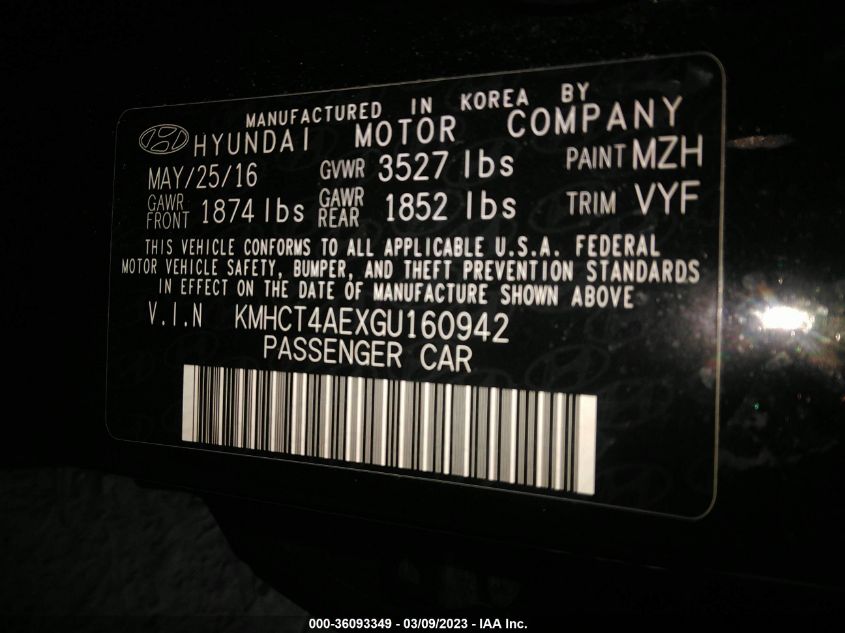 MANUFACTURED IN KOREA BY
HYUNDAI MOTOR COMPANY
MAY/25/16 GVWR 3527 lbs PAINT MZH
GAWR FRONT 1874 lbs GAWR REAR 1852 lbs TRIM VYF
THIS VEHICLE CONFORMS TO ALL APPLICABLE U.S.A. FEDERAL
MOTOR VEHICLE SAFETY, BUMPER, AND THEFT PREVENTION STANDARDS
IN EFFECT ON THE DATE OF MANUFACTURE SHOWN ABOVE
V.I.N KMHCT4AEXGU160942
PASSENGER CAR
000-36093349 - 03/09/2023 - IAA Inc.